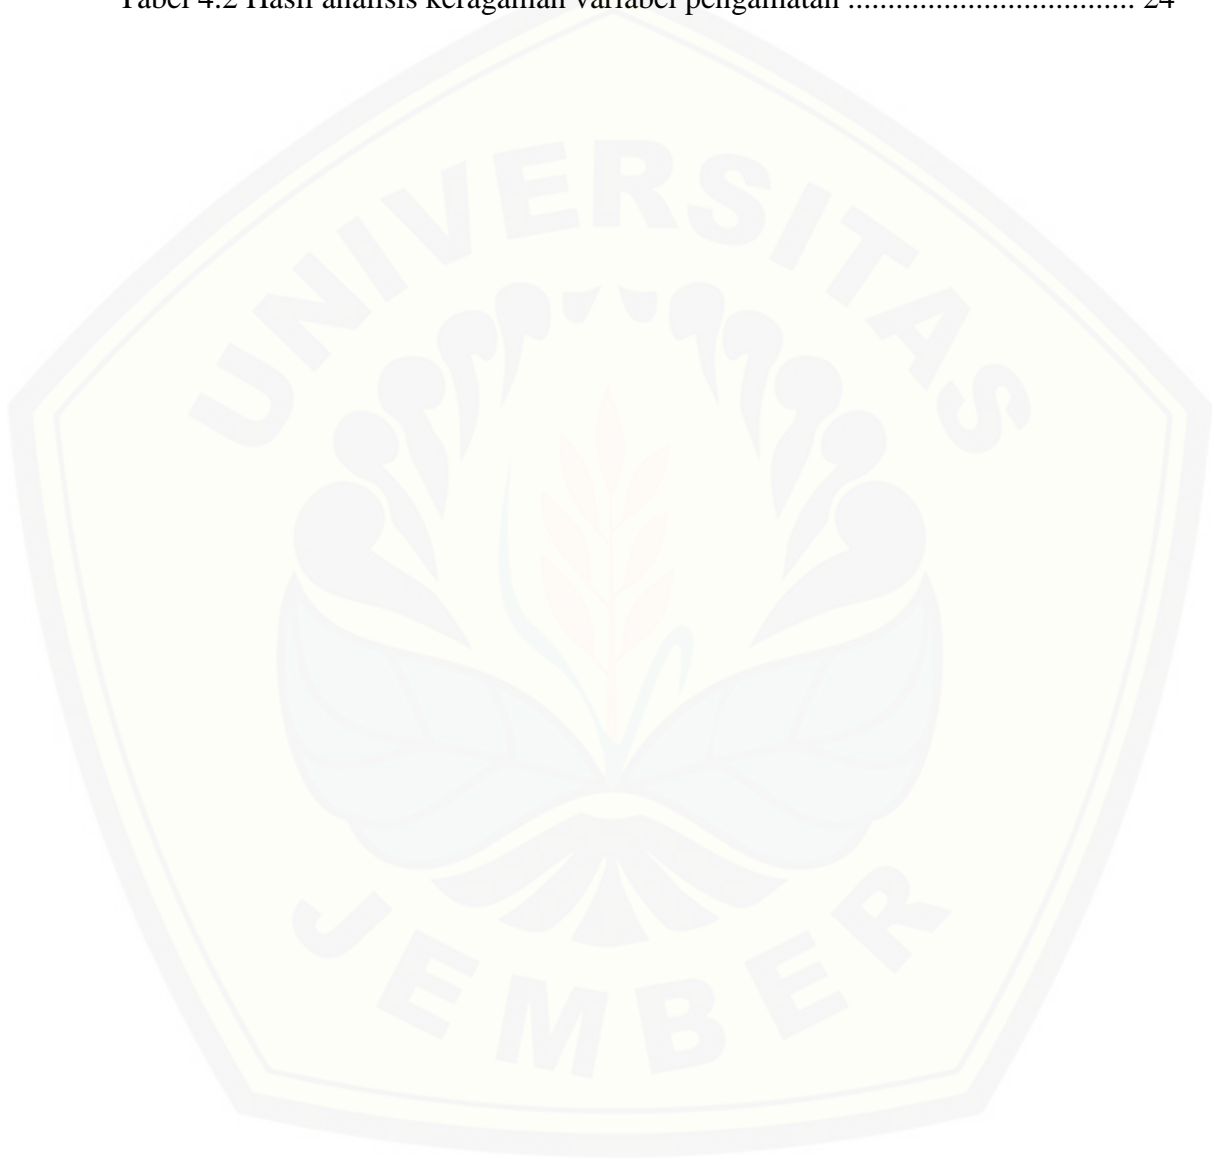 Tabel 4.2 Hasil analisis keragaman variabel pengamatan .................................... 24
UNIVERSITAS
JEMBER